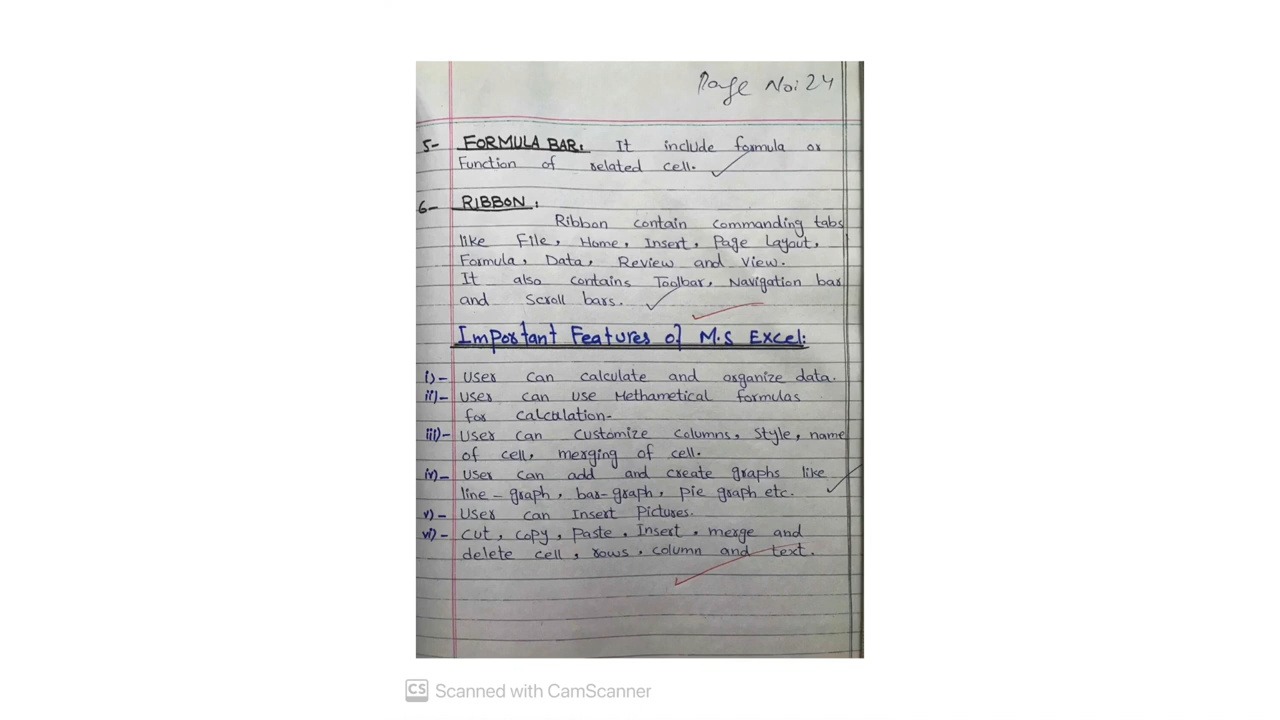 Page No: 24
5- FORMULA BAR: It include formula or
Function of related cell.
6- RIBBON:
Ribbon contain commanding tabs
like File, Home, Insert, Page Layout,
Formula, Data, Review and View.
It also contains Toolbar, Navigation bar
and Scroll bars.
Important Features of M.S Excel:
i)- User can calculate and organize data.
ii)- User can use Methametical formulas
for calculation-
iii)- User can customize columns, style, name
of cell, merging of cell.
iv)- User can add and create graphs like
line-graph, bar-graph, pie graph etc.
v)- User can Insert Pictures.
vi)- Cut, copy, paste, Insert, merge and
delete cell, rows, column and text.
CS Scanned with CamScanner